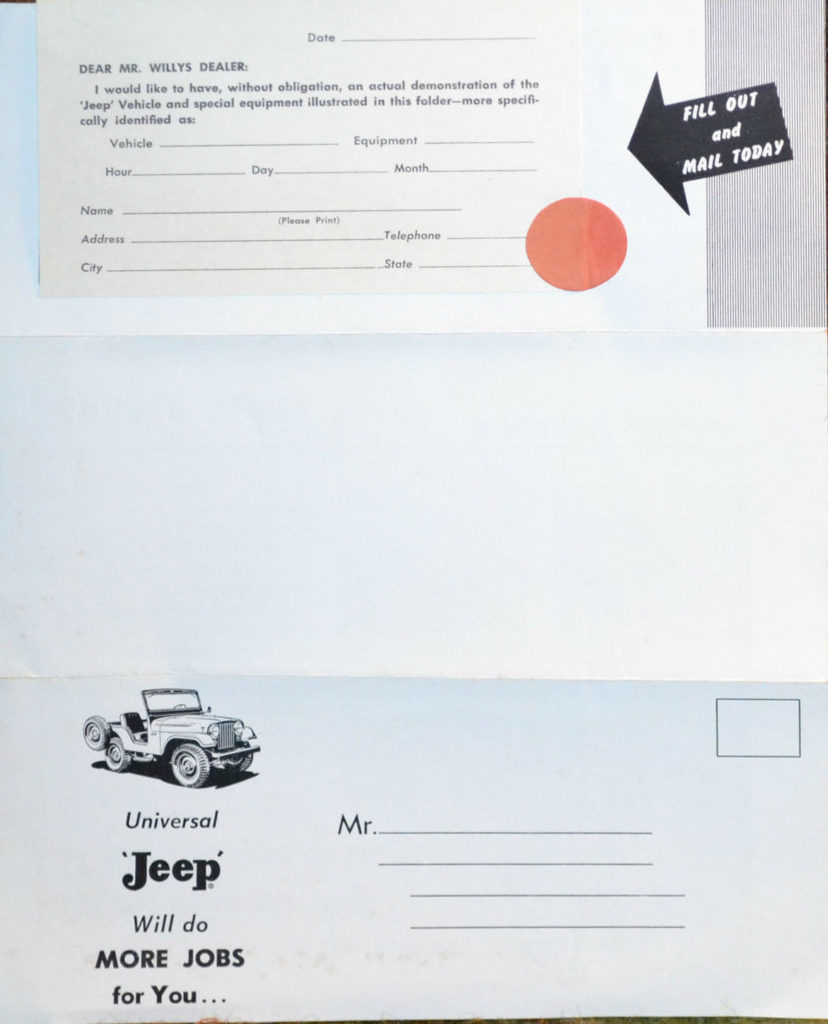 Date
DEAR MR. WILLYS DEALER:
I would like to have, without obligation, an actual demonstration of the
'Jeep' Vehicle and special equipment illustrated in this folder—more specifi-
cally identified as:
Vehicle Equipment
Hour Day Month
Name
(Please Print)
Address Telephone
City State
FILL OUT
and
MAIL TODAY
Universal
'Jeep'
Will do
MORE JOBS
for You...
Mr.